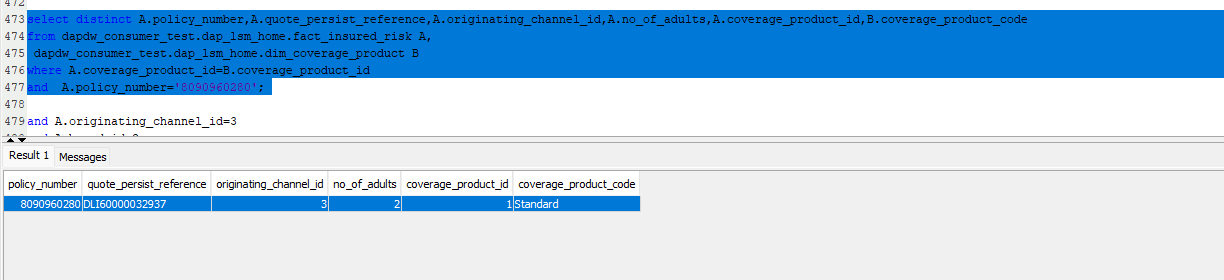 472
473 select distinct A.policy_number,A.quote_persist_reference,A.originating_channel_id,A.no_of_adults,A.coverage_product_id,B.coverage_product_code
474 from dapdw_consumer_test.dap_lsm_home.fact_insured_risk A,
475 dapdw_consumer_test.dap_lsm_home.dim_coverage_product B
476 where A.coverage_product_id=B.coverage_product_id
477 and A.policy_number='8090960280';
478
479 and A.originating_channel_id=3
Result 1 Messages
policy_number quote_persist_reference originating_channel_id no_of_adults coverage_product_id coverage_product_code
8090960280 DLI60000032937 3 2 1 Standard